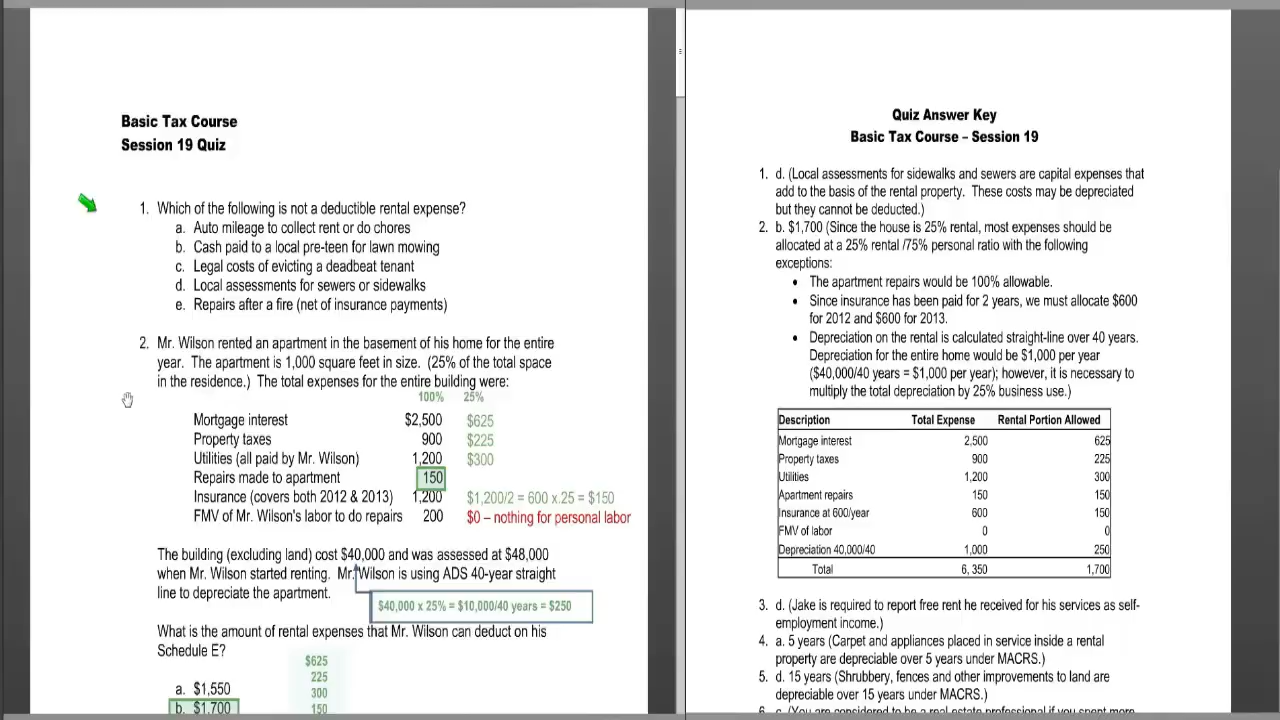 Basic Tax Course
Session 19 Quiz
1. Which of the following is not a deductible rental expense?
a. Auto mileage to collect rent or do chores
b. Cash paid to a local pre-teen for lawn mowing
c. Legal costs of evicting a deadbeat tenant
d. Local assessments for sewers or sidewalks
e. Repairs after a fire (net of insurance payments)
2. Mr. Wilson rented an apartment in the basement of his home for the entire
year. The apartment is 1,000 square feet in size. (25% of the total space
in the residence.) The total expenses for the entire building were:
100% 25%
Mortgage interest $2,500 $625
Property taxes 900 $225
Utilities (all paid by Mr. Wilson) 1,200 $300
Repairs made to apartment 150
Insurance (covers both 2012 & 2013) 1,200 $1,200/2 = 600 x.25 = $150
FMV of Mr. Wilson's labor to do repairs 200 $0 – nothing for personal labor
The building (excluding land) cost $40,000 and was assessed at $48,000
when Mr. Wilson started renting. Mr. Wilson is using ADS 40-year straight
line to depreciate the apartment.
$40,000 x 25% = $10,000/40 years = $250
What is the amount of rental expenses that Mr. Wilson can deduct on his
Schedule E?
$625
225
a. $1,550 300
b. $1,700 150
Quiz Answer Key
Basic Tax Course – Session 19
1. d. (Local assessments for sidewalks and sewers are capital expenses that
add to the basis of the rental property. These costs may be depreciated
but they cannot be deducted.)
2. b. $1,700 (Since the house is 25% rental, most expenses should be
allocated at a 25% rental /75% personal ratio with the following
exceptions:
• The apartment repairs would be 100% allowable.
• Since insurance has been paid for 2 years, we must allocate $600
for 2012 and $600 for 2013.
• Depreciation on the rental is calculated straight-line over 40 years.
Depreciation for the entire home would be $1,000 per year
($40,000/40 years = $1,000 per year); however, it is necessary to
multiply the total depreciation by 25% business use.)
Description Total Expense Rental Portion Allowed
Mortgage interest 2,500 625
Property taxes 900 225
Utilities 1,200 300
Apartment repairs 150 150
Insurance at 600/year 600 150
FMV of labor 0 0
Depreciation 40,000/40 1,000 250
Total 6, 350 1,700
3. d. (Jake is required to report free rent he received for his services as self-
employment income.)
4. a. 5 years (Carpet and appliances placed in service inside a rental
property are depreciable over 5 years under MACRS.)
5. d. 15 years (Shrubbery, fences and other improvements to land are
depreciable over 15 years under MACRS.)
6. c. (You are considered to be a real estate professional if you spent more